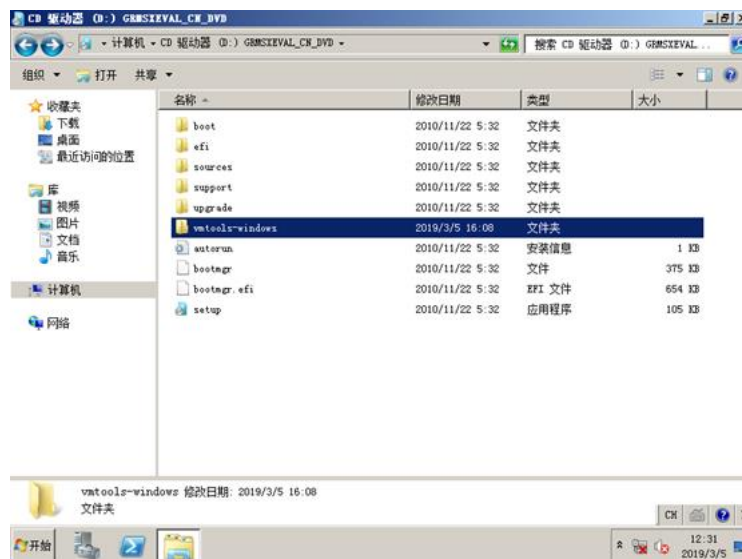 CD 驱动器 (D:) GRMSXEVAL_CN_DVD
计算机 CD 驱动器 (D:) GRMSXEVAL_CN_DVD
搜索 CD 驱动器 (D:) GRMSXEVAL...
组织 打开 共享
名称 修改日期 类型 大小
收藏夹
下载
桌面
最近访问的位置
库
视频
图片
文档
音乐
计算机
网络
boot 2010/11/22 5:32 文件夹
efi 2010/11/22 5:32 文件夹
sources 2010/11/22 5:32 文件夹
support 2010/11/22 5:32 文件夹
upgrade 2010/11/22 5:32 文件夹
vmtools-windows 2019/3/5 16:08 文件夹
autorun 2010/11/22 5:32 安装信息 1 KB
bootmgr 2010/11/22 5:32 文件 375 KB
bootmgr.efi 2010/11/22 5:32 EFI 文件 654 KB
setup 2010/11/22 5:32 应用程序 105 KB
vmtools-windows 修改日期: 2019/3/5 16:08
文件夹
CH
开始
12:31
2019/3/5